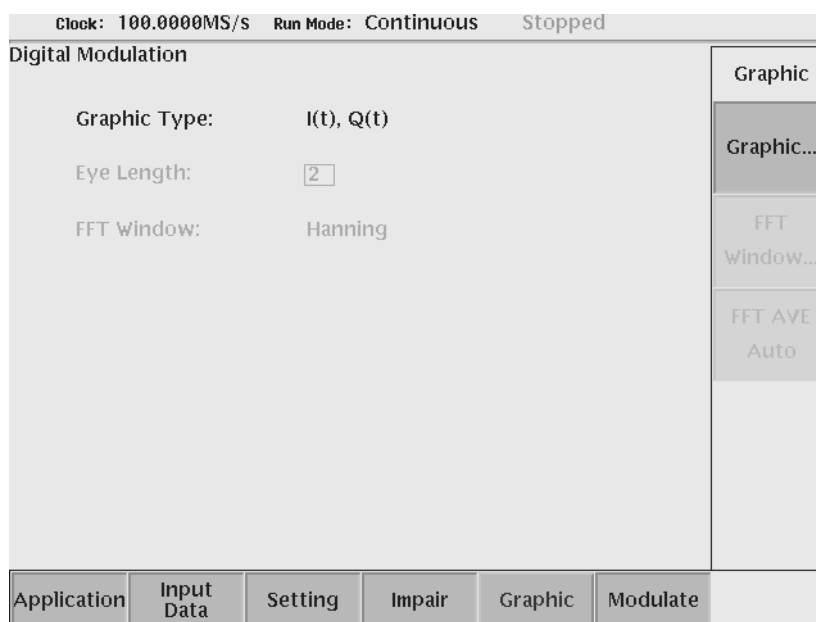 Clock: 100.0000MS/s Run Mode: Continuous Stopped
Digital Modulation
Graphic Type: I(t), Q(t)
Eye Length: 2
FFT Window: Hanning
Graphic
Graphic...
FFT
Window...
FFT AVE
Auto
Application
Input
Data
Setting
Impair
Graphic
Modulate